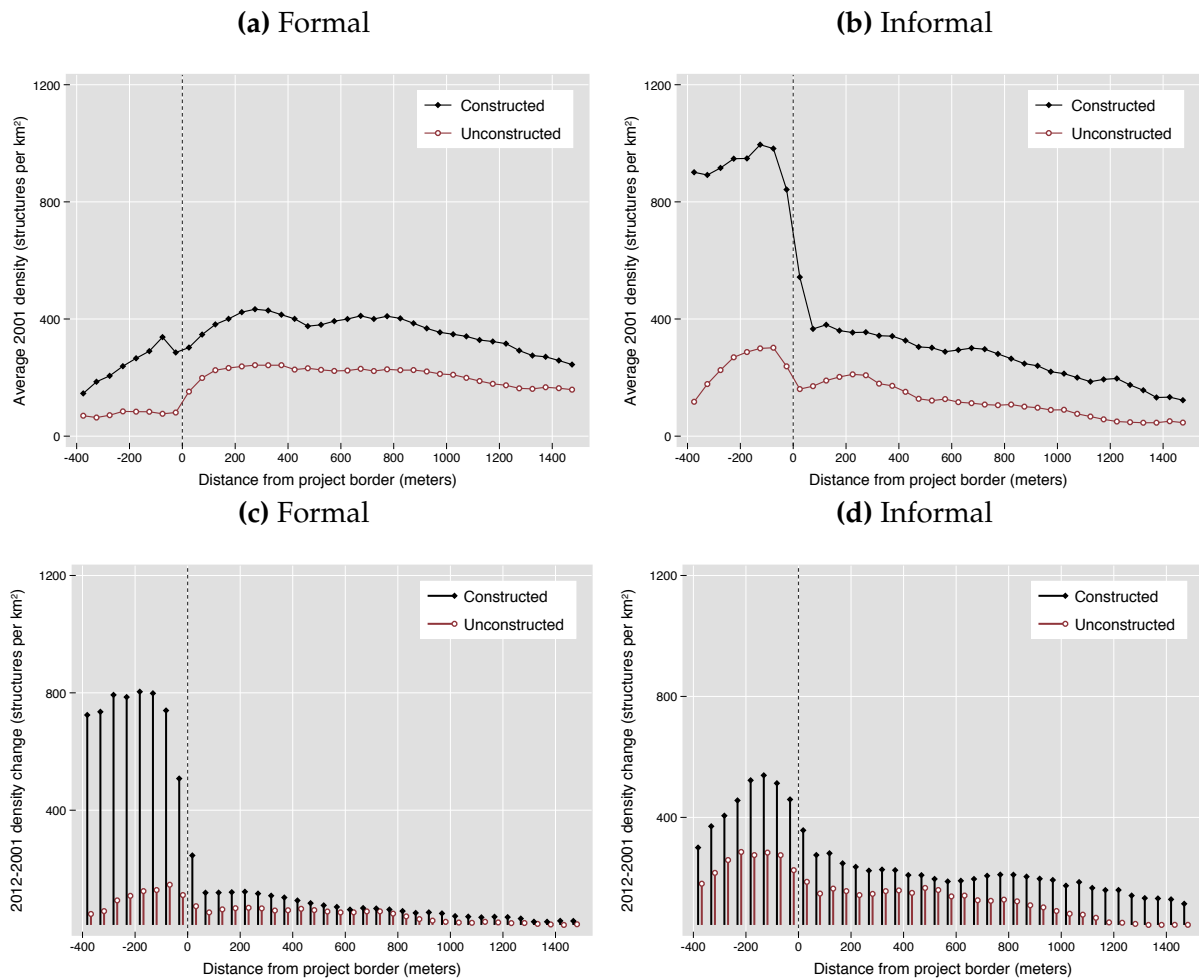 (a) Formal
(b) Informal
Average 2001 density (structures per km²)
1200
800
400
0
Constructed
Unconstructed
-400 -200 0 200 400 600 800 1000 1200 1400
Distance from project border (meters)
Average 2001 density (structures per km²)
1200
800
400
0
Constructed
Unconstructed
-400 -200 0 200 400 600 800 1000 1200 1400
Distance from project border (meters)
(c) Formal
(d) Informal
2012-2001 density change (structures per km²)
1200
800
400
Constructed
Unconstructed
-400 -200 0 200 400 600 800 1000 1200 1400
Distance from project border (meters)
2012-2001 density change (structures per km²)
1200
800
400
Constructed
Unconstructed
-400 -200 0 200 400 600 800 1000 1200 1400
Distance from project border (meters)